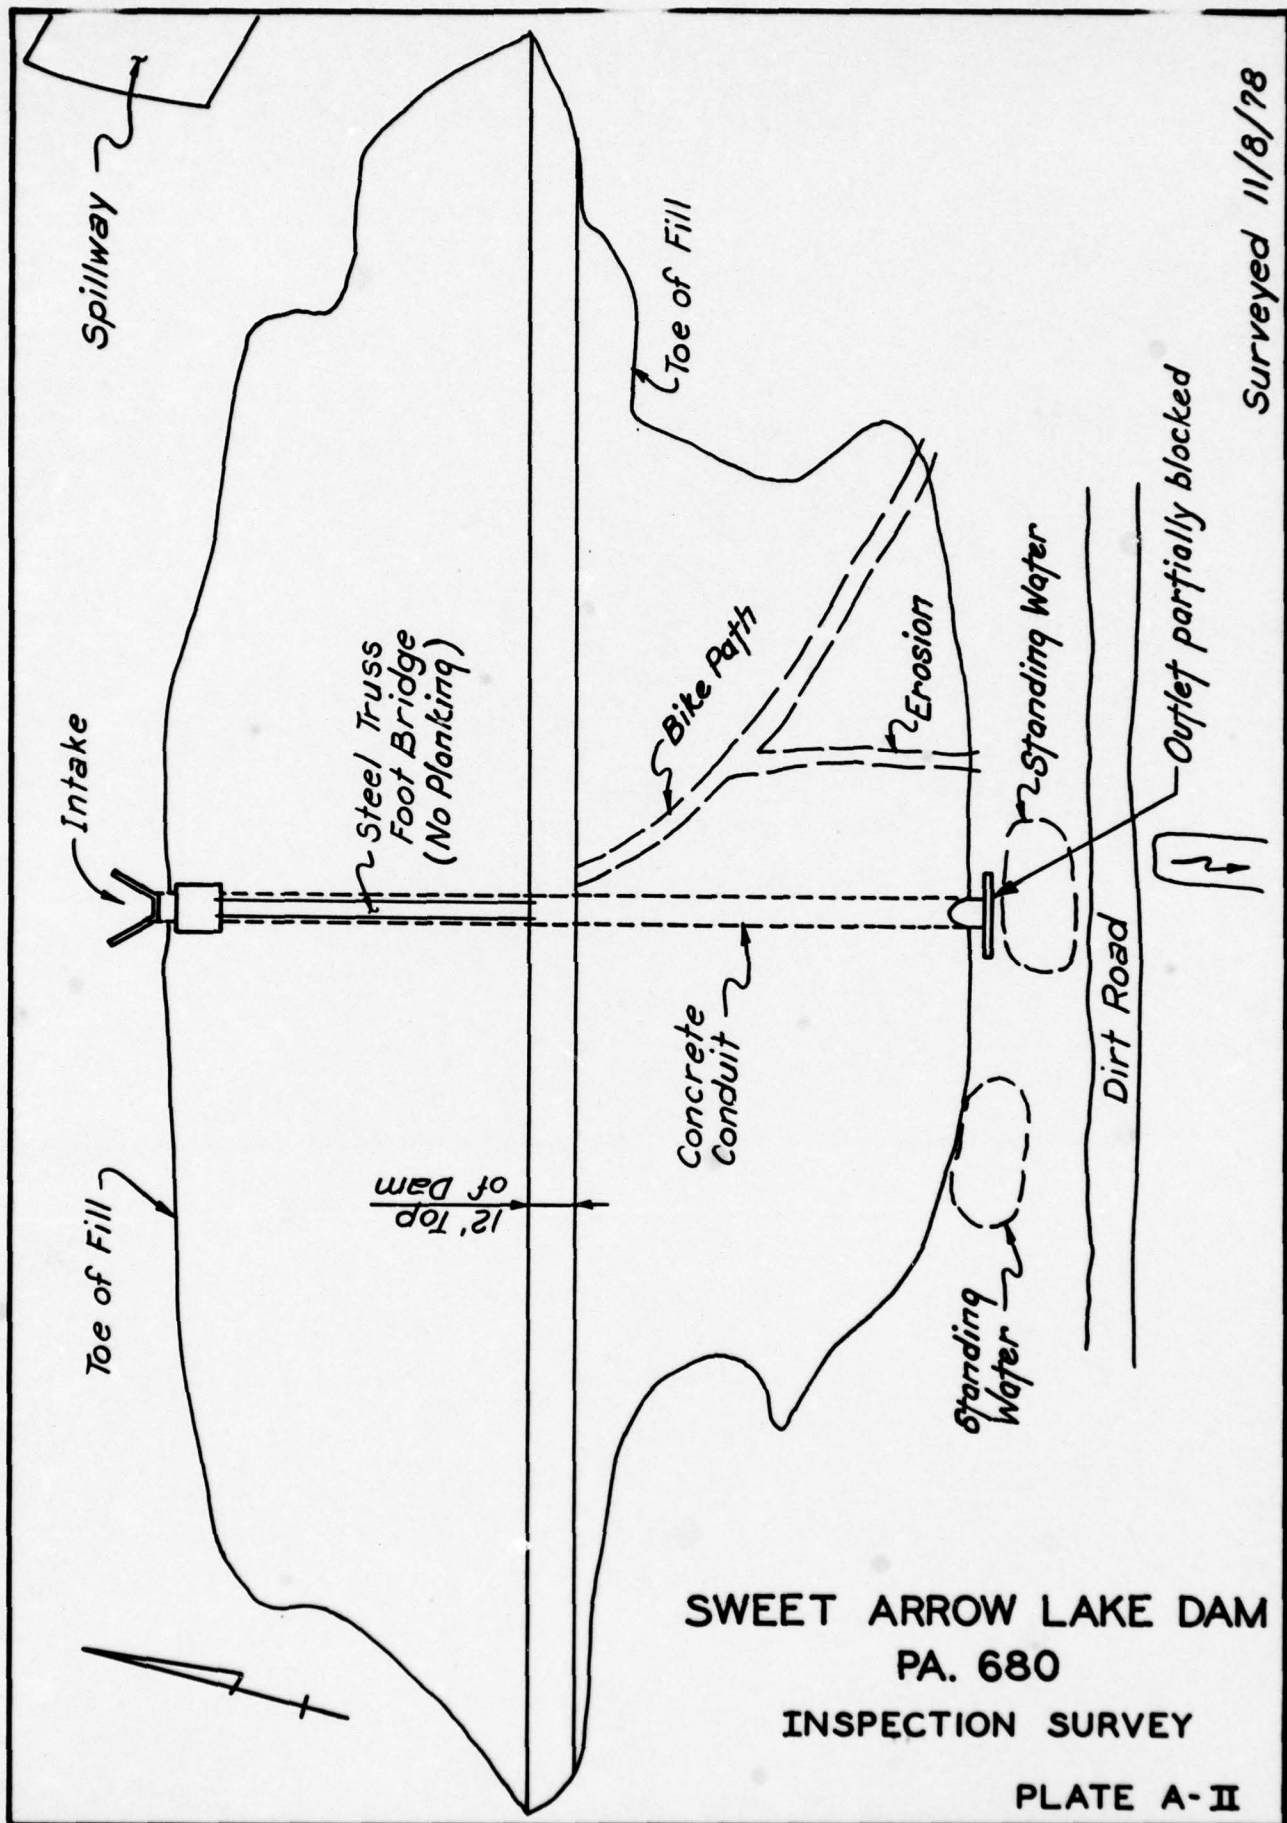 Spillway
Intake
Toe of Fill
Steel Truss
Foot Bridge
(No Planking)
12' Top
of Dam
Toe of Fill
Bike Path
Erosion
Concrete
Conduit
Standing Water
Standing
Water
Dirt Road
Outlet partially blocked
Surveyed 11/8/78
SWEET ARROW LAKE DAM
PA. 680
INSPECTION SURVEY
PLATE A-II